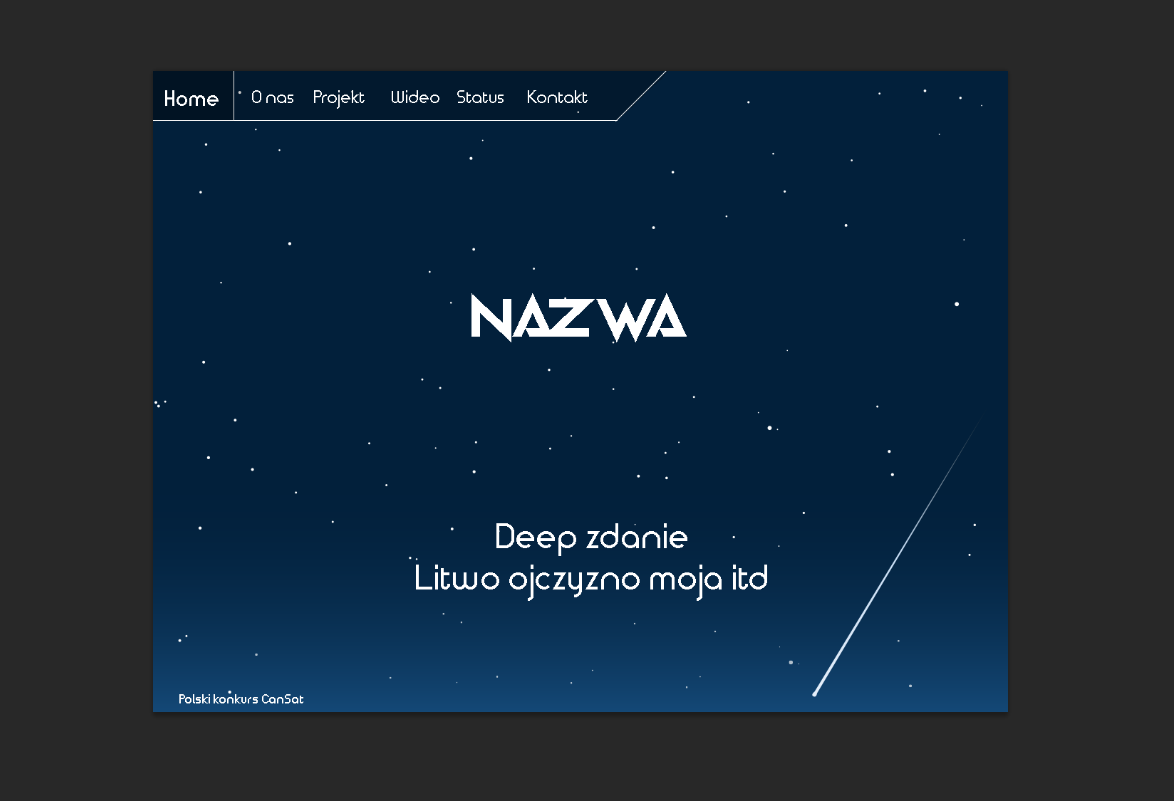 Home O nas Projekt Wideo Status Kontakt
NAZWA
Deep zdanie
Litwo ojczyzno moja itd
Polski konkurs CanSat